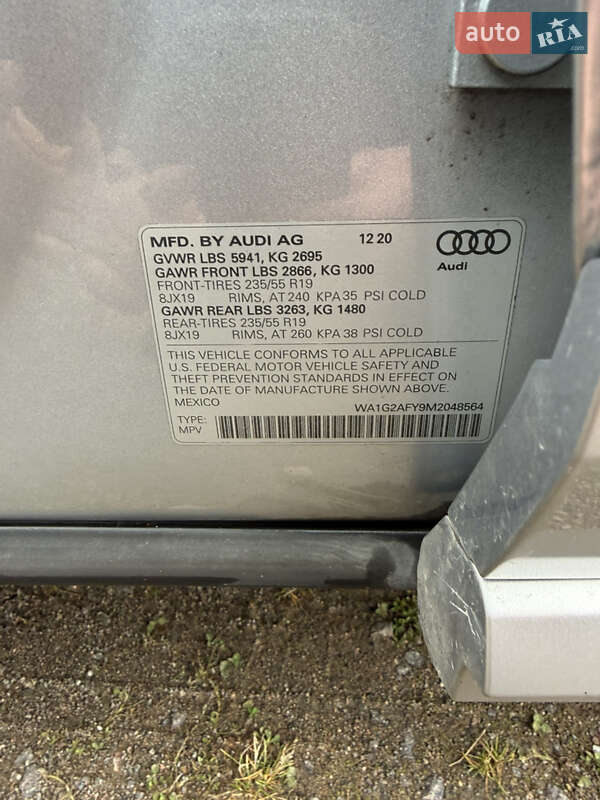 auto RIA
.com
MFD. BY AUDI AG 12 20
GVWR LBS 5941, KG 2695
GAWR FRONT LBS 2866, KG 1300
FRONT-TIRES 235/55 R19
8JX19 RIMS, AT 240 KPA 35 PSI COLD
GAWR REAR LBS 3263, KG 1480
REAR-TIRES 235/55 R19
8JX19 RIMS, AT 260 KPA 38 PSI COLD
Audi
THIS VEHICLE CONFORMS TO ALL APPLICABLE
U.S. FEDERAL MOTOR VEHICLE SAFETY AND
THEFT PREVENTION STANDARDS IN EFFECT ON
THE DATE OF MANUFACTURE SHOWN ABOVE.
MEXICO WA1G2AFY9M2048564
TYPE:
MPV